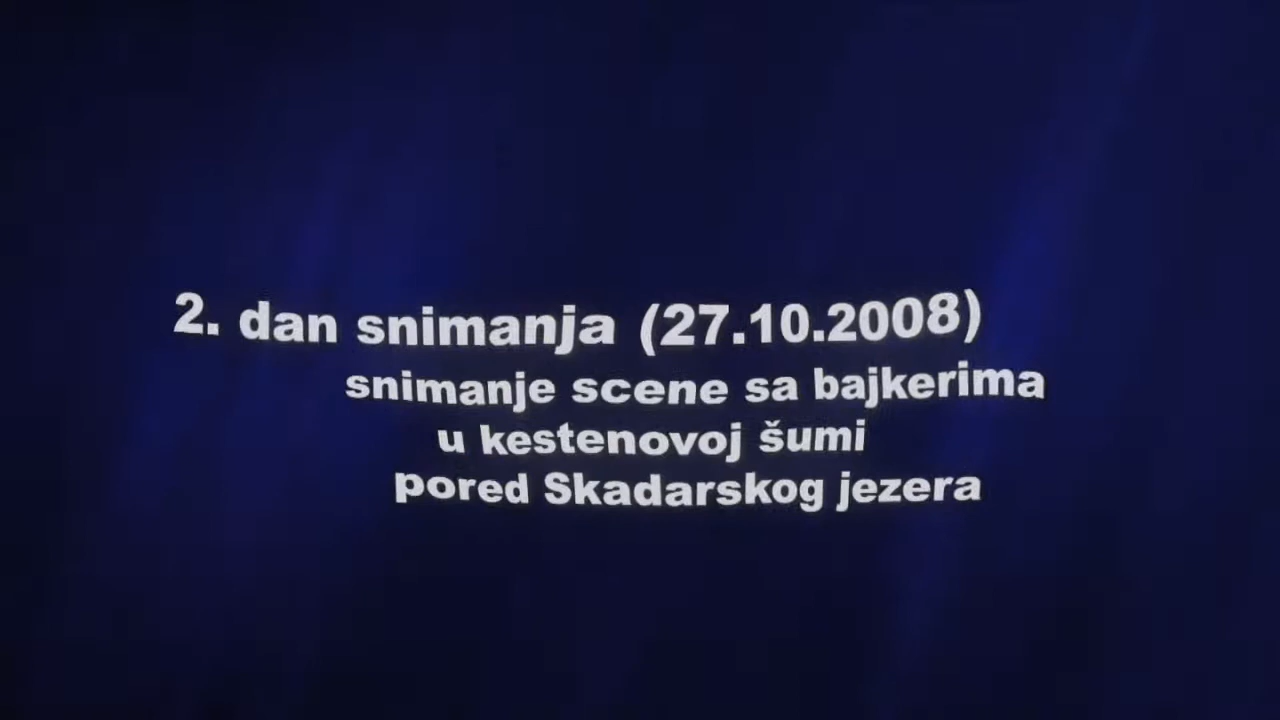 2. dan snimanja (27.10.2008)
snimanje scene sa bajkerima
u kestenovoj šumi
pored Skadarskog jezera